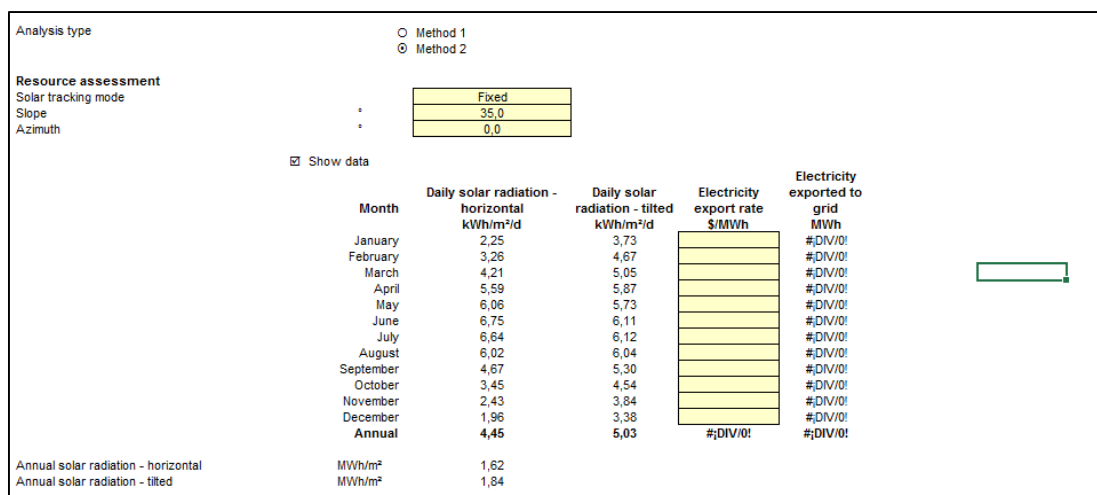 Analysis type
Method 1
Method 2
Resource assessment
Solar tracking mode Fixed
Slope ° 35,0
Azimuth ° 0,0
Show data
Electricity
Daily solar radiation - Daily solar Electricity exported to
Month horizontal radiation - tilted export rate grid
kWh/m²/d kWh/m²/d $/MWh MWh
January 2,25 3,73 #¡DIV/0!
February 3,26 4,67 #¡DIV/0!
March 4,21 5,05 #¡DIV/0!
April 5,59 5,87 #¡DIV/0!
May 6,06 5,73 #¡DIV/0!
June 6,75 6,11 #¡DIV/0!
July 6,64 6,12 #¡DIV/0!
August 6,02 6,04 #¡DIV/0!
September 4,67 5,30 #¡DIV/0!
October 3,45 4,54 #¡DIV/0!
November 2,43 3,84 #¡DIV/0!
December 1,96 3,38 #¡DIV/0!
Annual 4,45 5,03 #¡DIV/0! #¡DIV/0!
Annual solar radiation - horizontal MWh/m² 1,62
Annual solar radiation - tilted MWh/m² 1,84